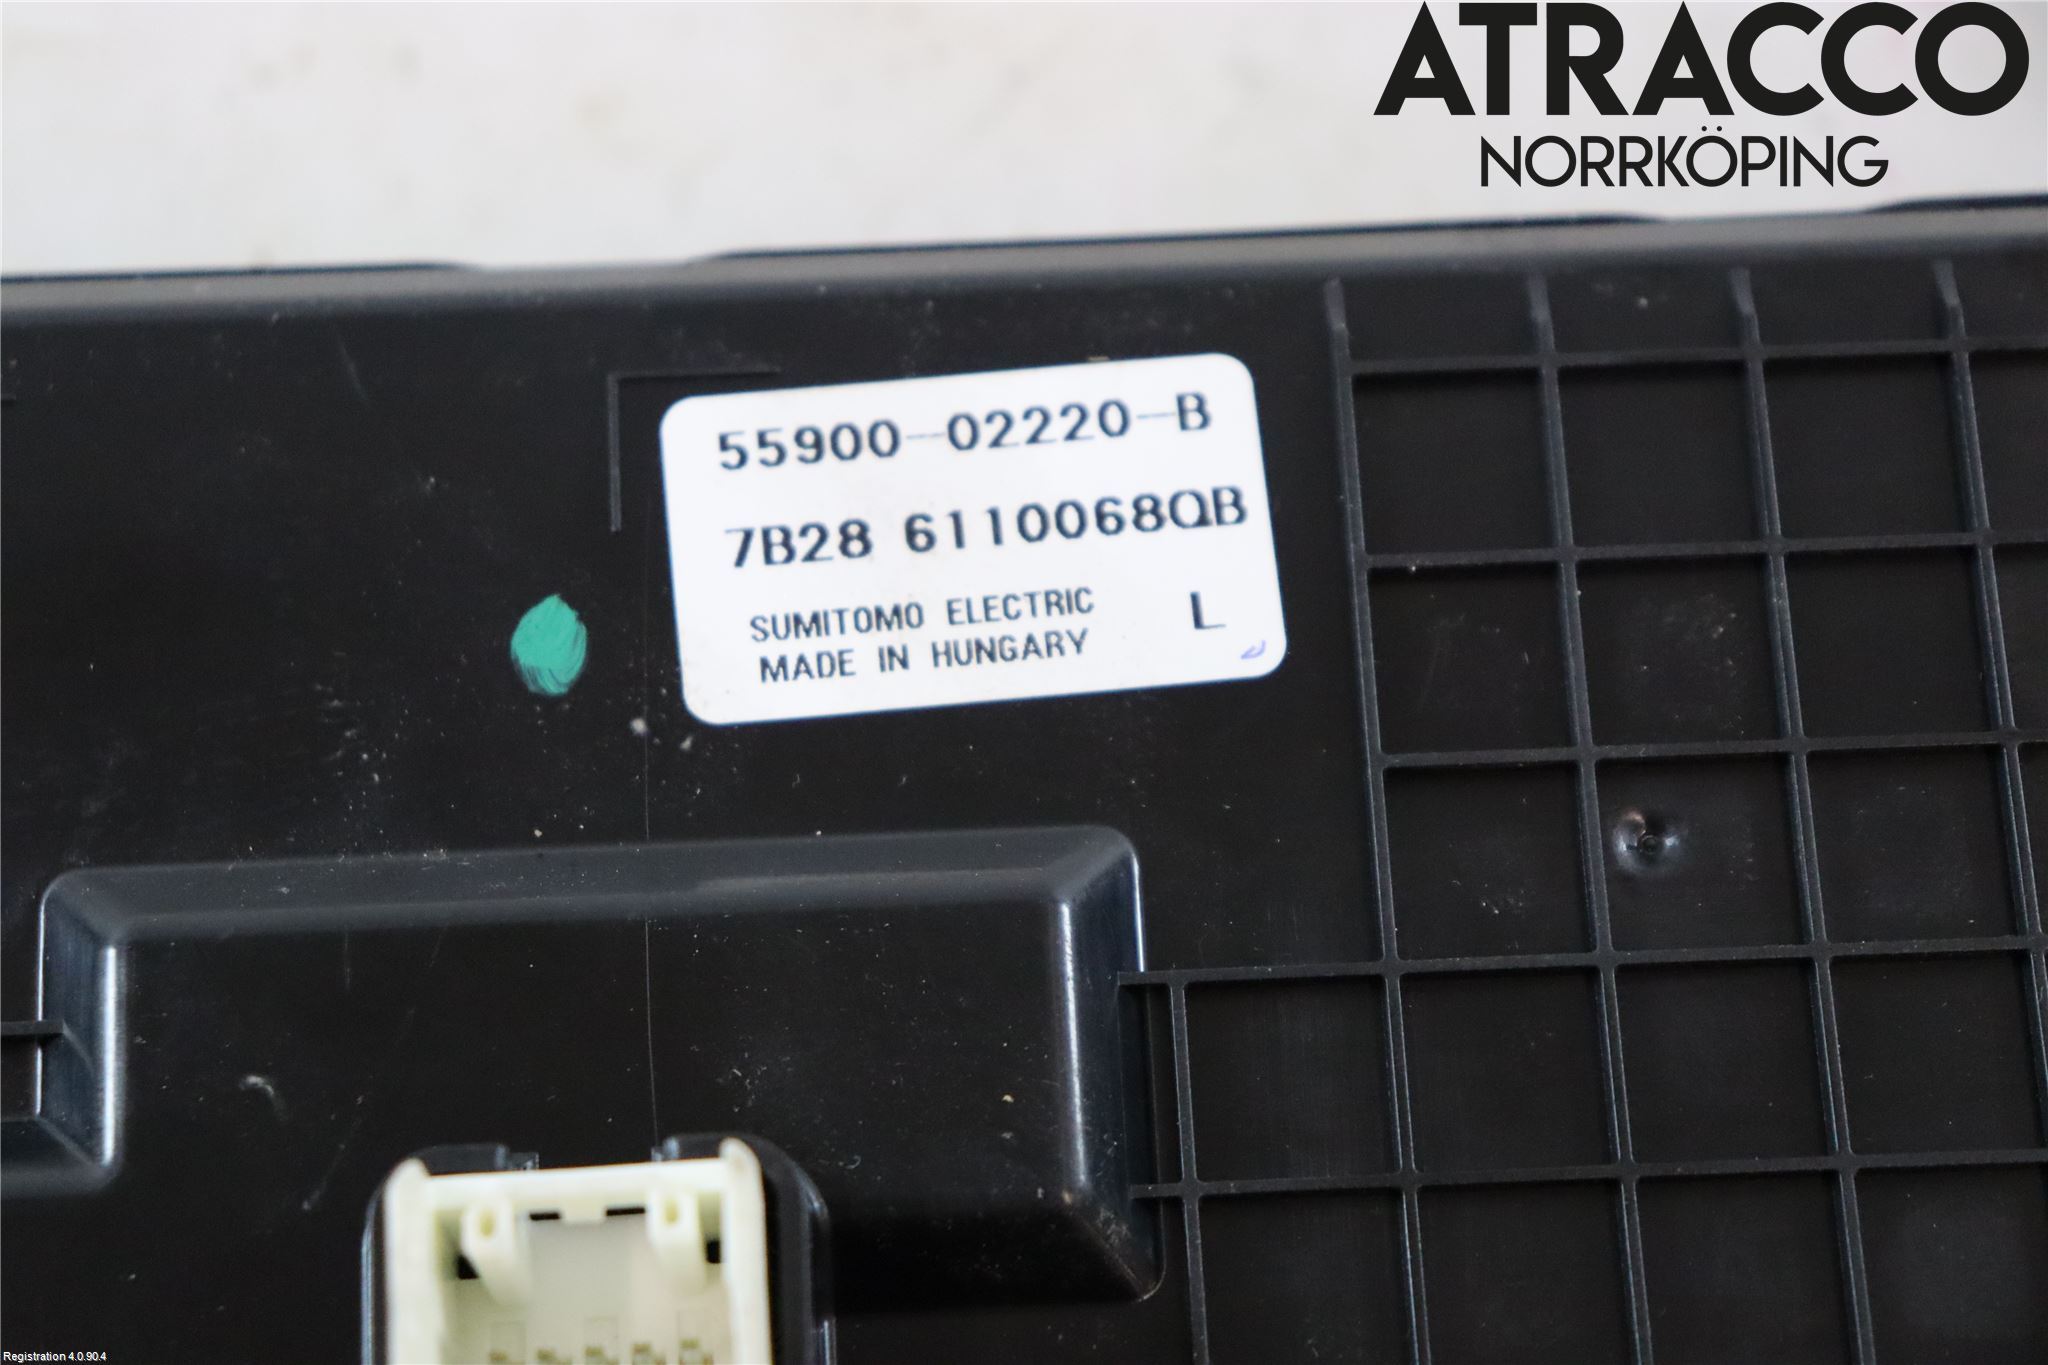 ATRACCO
NORRKÖPING
55900-02220-B
7B28 6110068QB
SUMITOMO ELECTRIC L
MADE IN HUNGARY
Registration 4.0.90.4